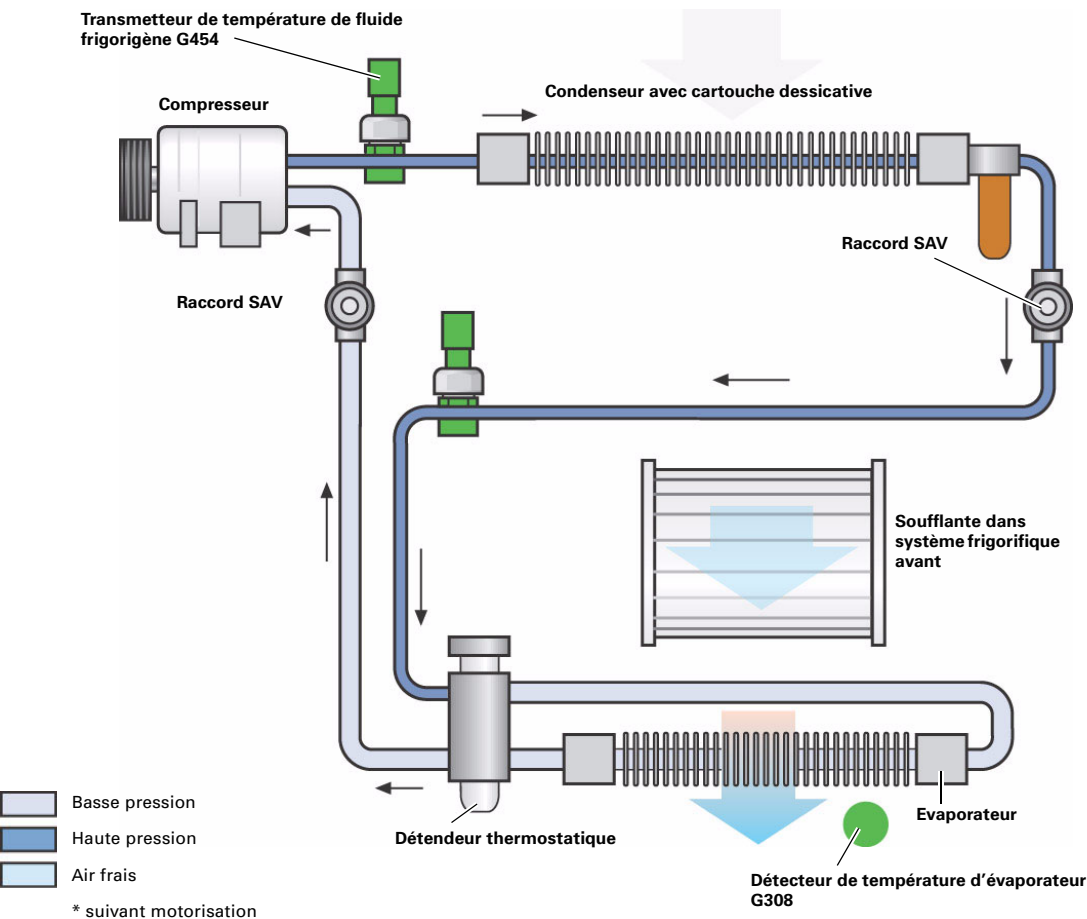 Transmetteur de température de fluide
frigorigène G454
Compresseur
Condenseur avec cartouche dessicative
Raccord SAV
Raccord SAV
Soufflante dans
système frigorifique
avant
Basse pression
Haute pression
Air frais
* suivant motorisation
Détendeur thermostatique
Evaporateur
Détecteur de température d'évaporateur
G308